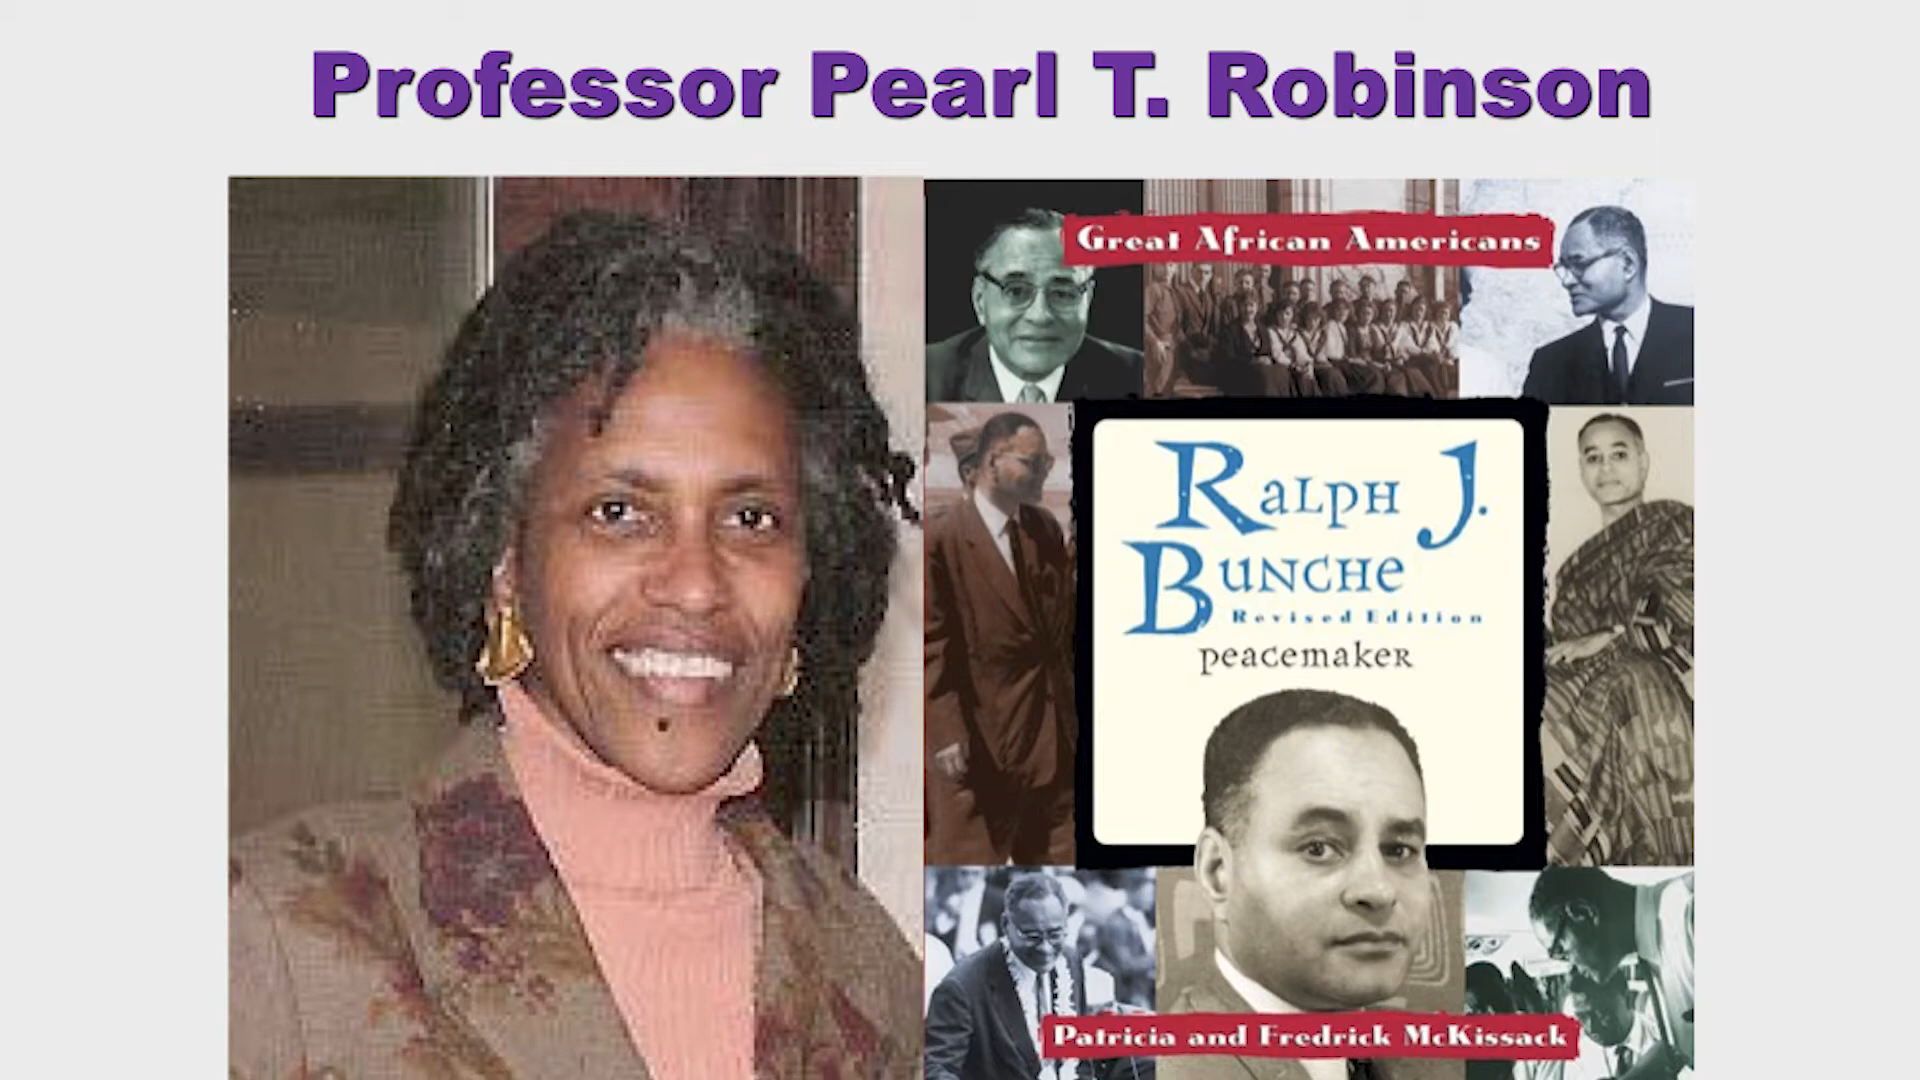 Professor Pearl T. Robinson
Great African Americans
Ralph J.
Bunche
Revised Edition
peacemaker
Patricia and Fredrick McKissack